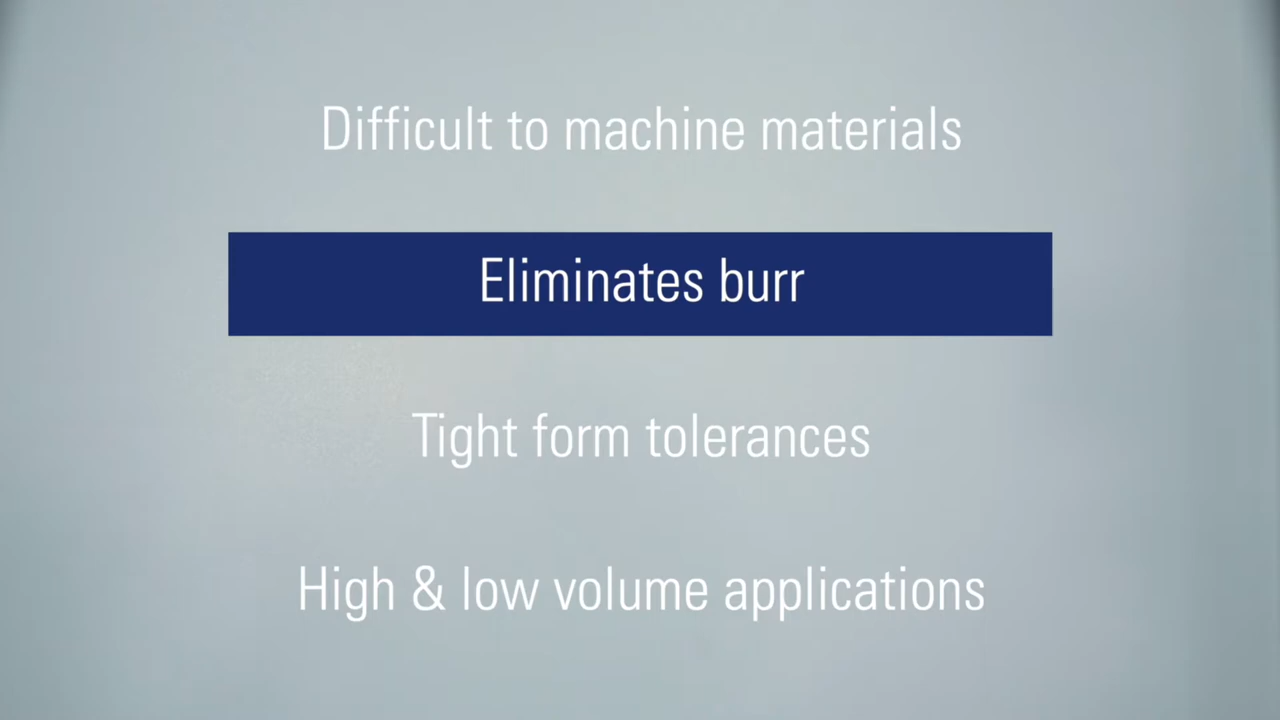 Difficult to machine materials
Eliminates burr
Tight form tolerances
High & low volume applications